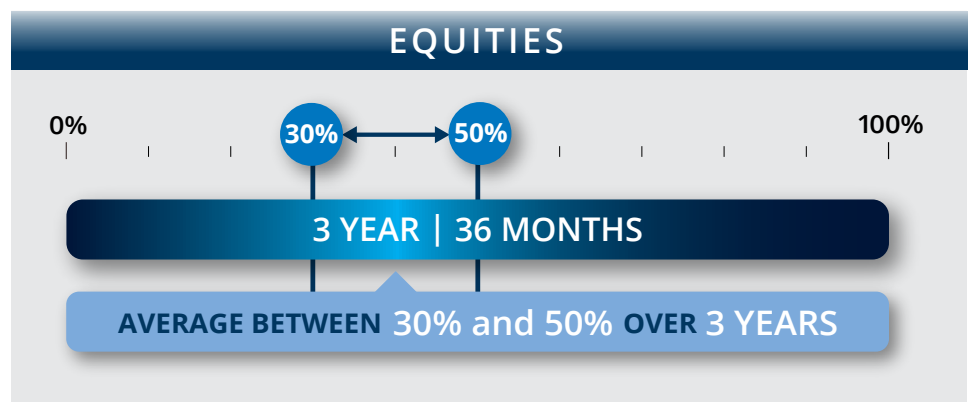 EQUITIES
0%
30%
50%
100%
3 YEAR | 36 MONTHS
AVERAGE BETWEEN 30% and 50% OVER 3 YEARS